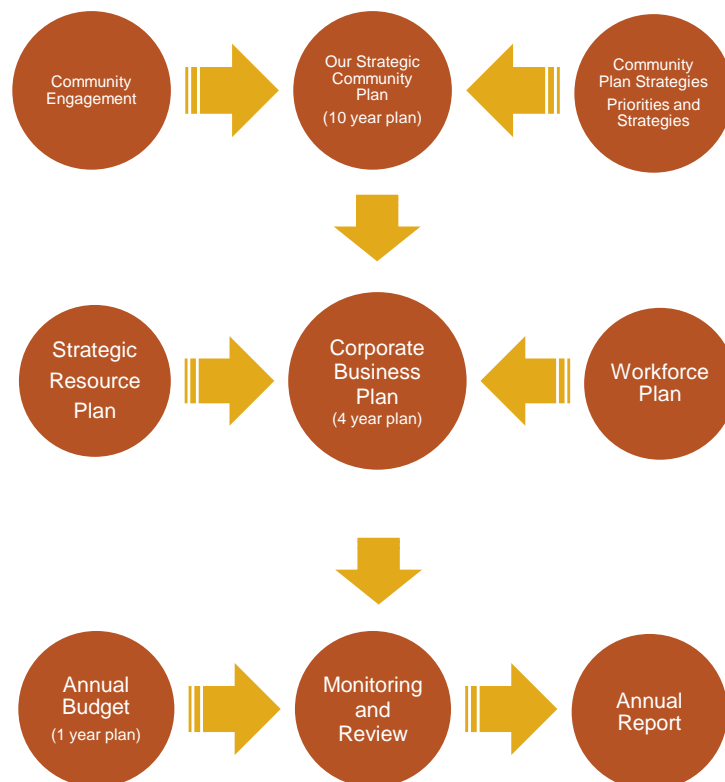 Community
Engagement
Our Strategic
Community
Plan
(10 year plan)
Community
Plan Strategies
Priorities and
Strategies
Strategic
Resource
Plan
Corporate
Business
Plan
(4 year plan)
Workforce
Plan
Annual
Budget
(1 year plan)
Monitoring
and
Review
Annual
Report